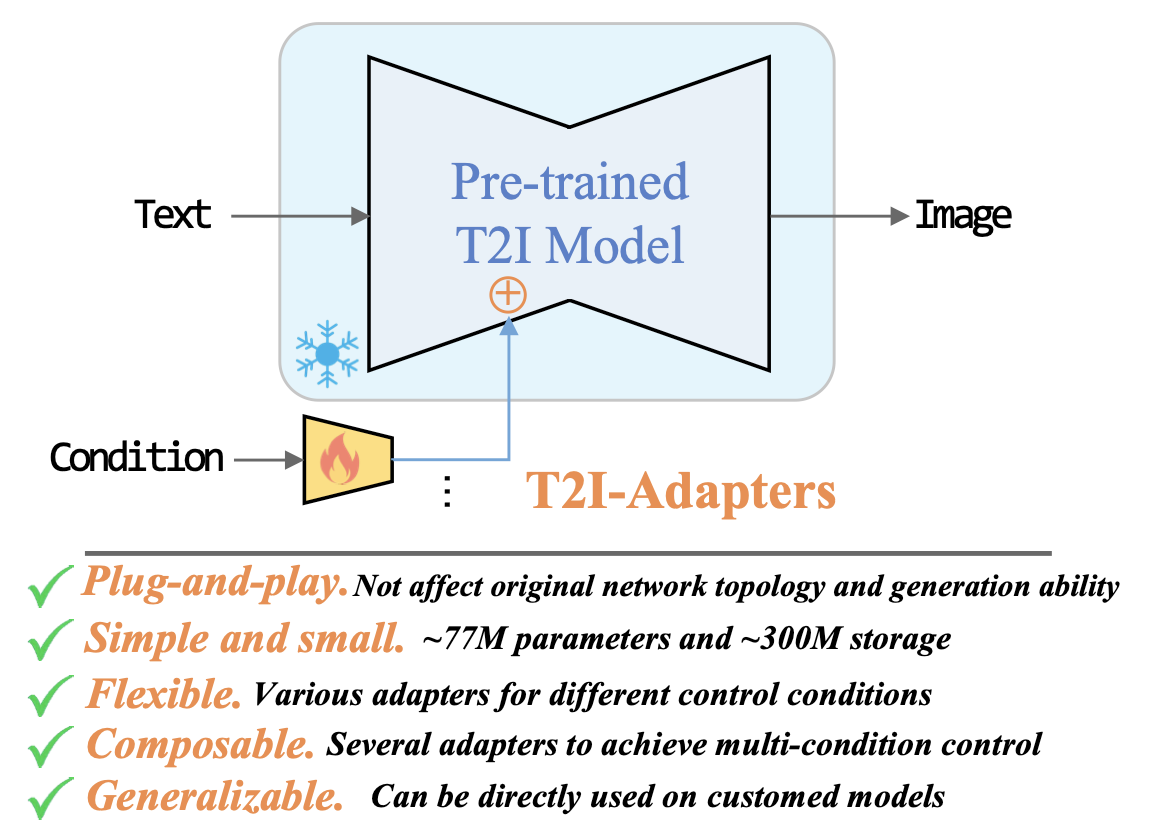 Pre-trained
T2I Model
Text
Image
Condition
⋮
T2I-Adapters
Plug-and-play. Not affect original network topology and generation ability
Simple and small. ~77M parameters and ~300M storage
Flexible. Various adapters for different control conditions
Composable. Several adapters to achieve multi-condition control
Generalizable. Can be directly used on customed models